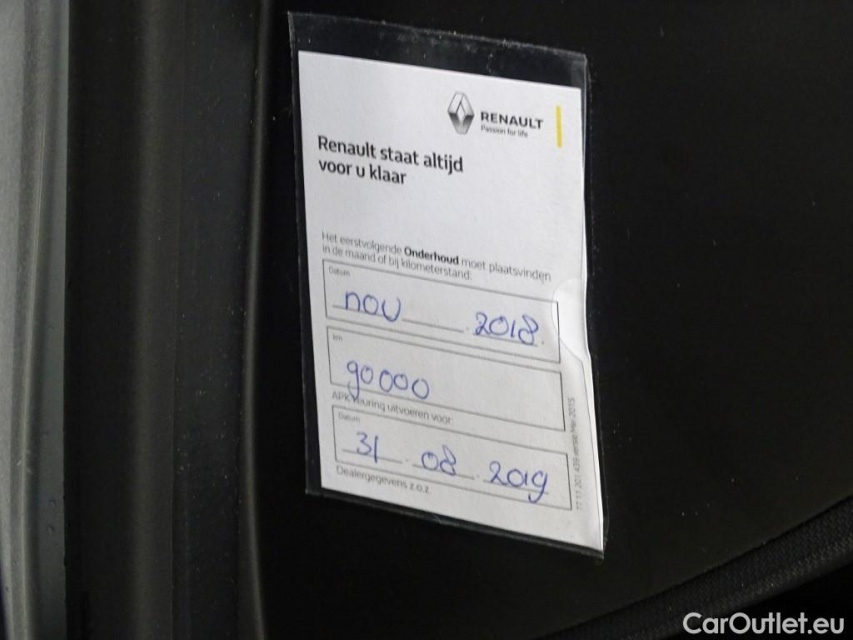 RENAULT
Passion for life
Renault staat altijd
voor u klaar
Het eerstvolgende Onderhoud moet plaatsvinden
in de maand of bij kilometerstand:
Datum
nov 2018
km
90000
APK keuring uitvoeren voor:
Datum
31 08 2019
Dealergegevens z.o.z.
CarOutlet.eu